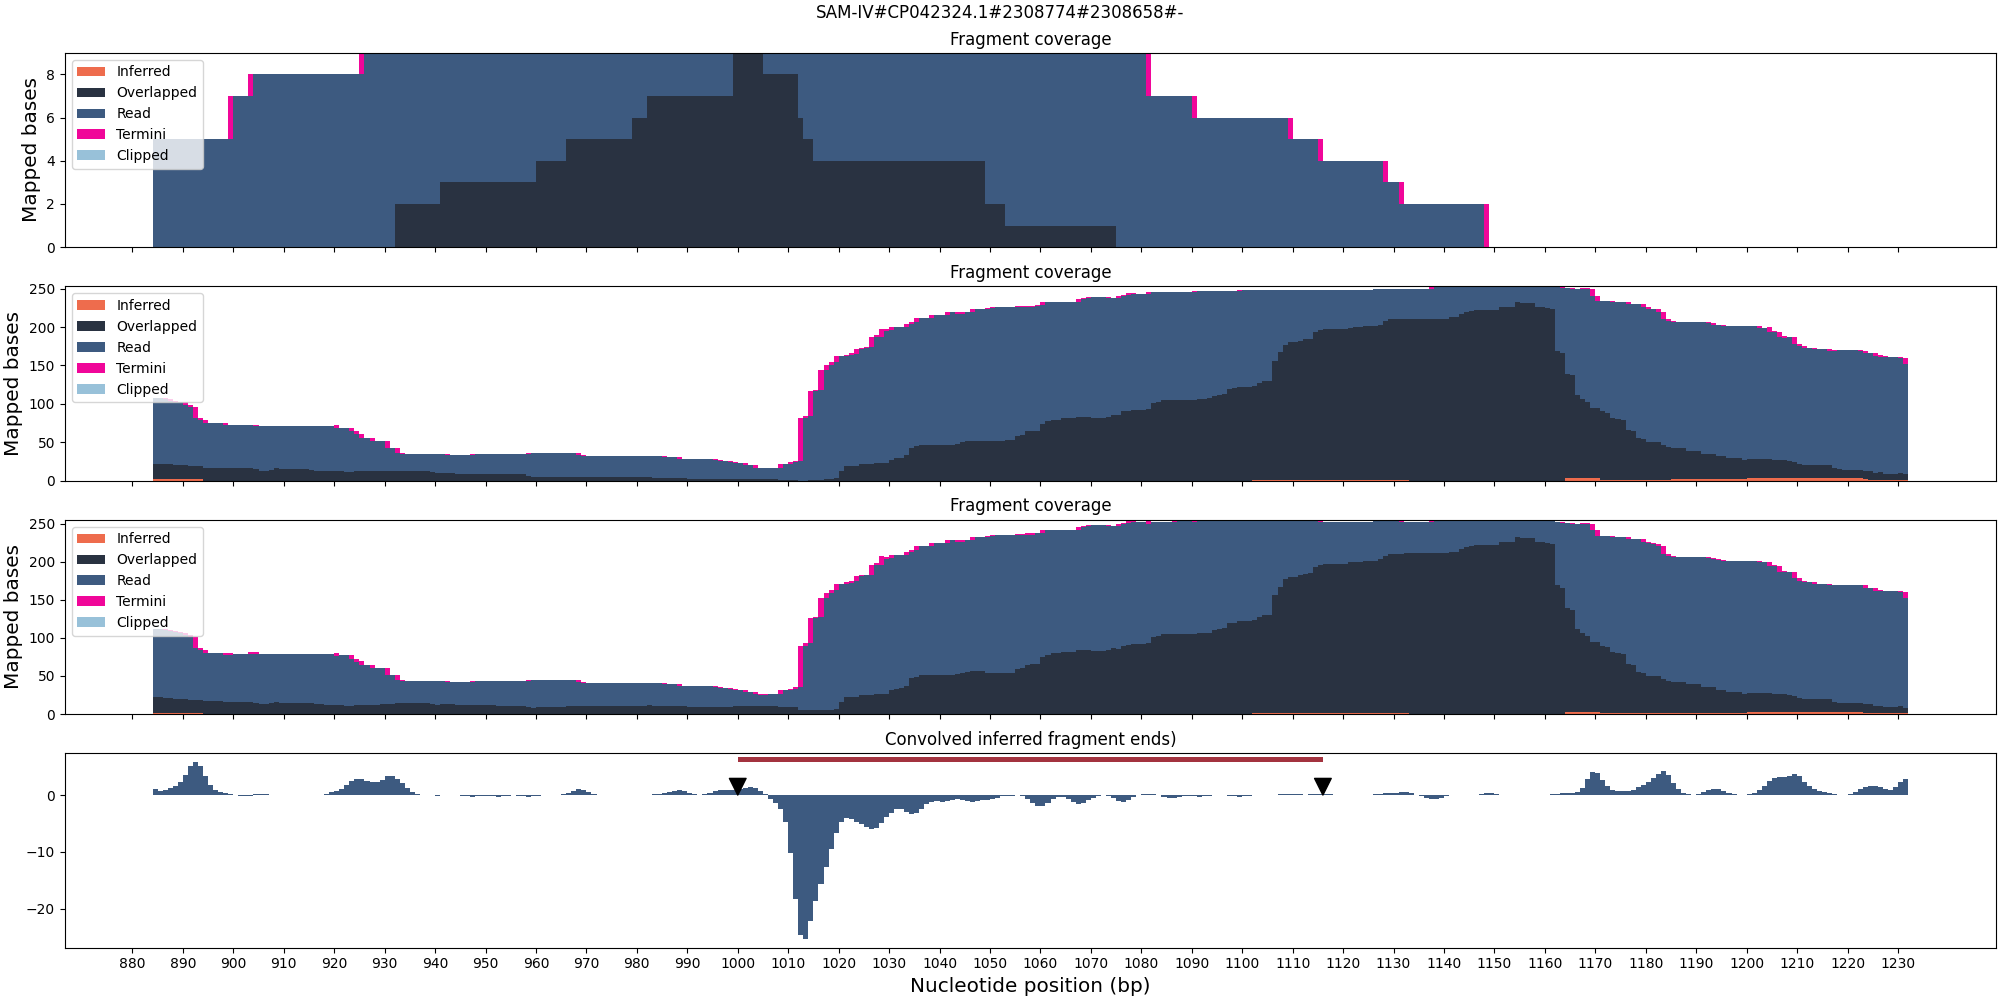 SAM-IV#CP042324.1#2308774#2308658#-
Fragment coverage
Mapped bases
8
6
4
2
0
Inferred
Overlapped
Read
Termini
Clipped
Fragment coverage
Mapped bases
250
200
150
100
50
0
Inferred
Overlapped
Read
Termini
Clipped
Fragment coverage
Mapped bases
250
200
150
100
50
0
Inferred
Overlapped
Read
Termini
Clipped
Convolved inferred fragment ends)
0
−10
−20
880 890 900 910 920 930 940 950 960 970 980 990 1000 1010 1020 1030 1040 1050 1060 1070 1080 1090 1100 1110 1120 1130 1140 1150 1160 1170 1180 1190 1200 1210 1220 1230
Nucleotide position (bp)